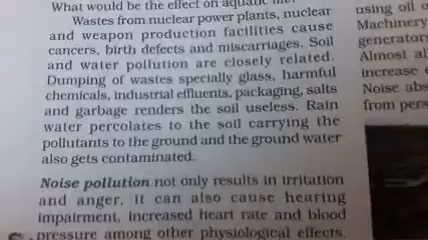 What would be the effect on aquatic life?
Wastes from nuclear power plants, nuclear
and weapon production facilities cause
cancers, birth defects and miscarriages. Soil
and water pollution are closely related.
Dumping of wastes specially glass, harmful
chemicals, industrial effluents, packaging, salts
and garbage renders the soil useless. Rain
water percolates to the soil carrying the
pollutants to the ground and the ground water
also gets contaminated.
Noise pollution not only results in irritation
and anger, it can also cause hearing
impairment, increased heart rate and blood
pressure among other physiological effects.
using oil
Machinery
generators
Almost
increase
Noise
from